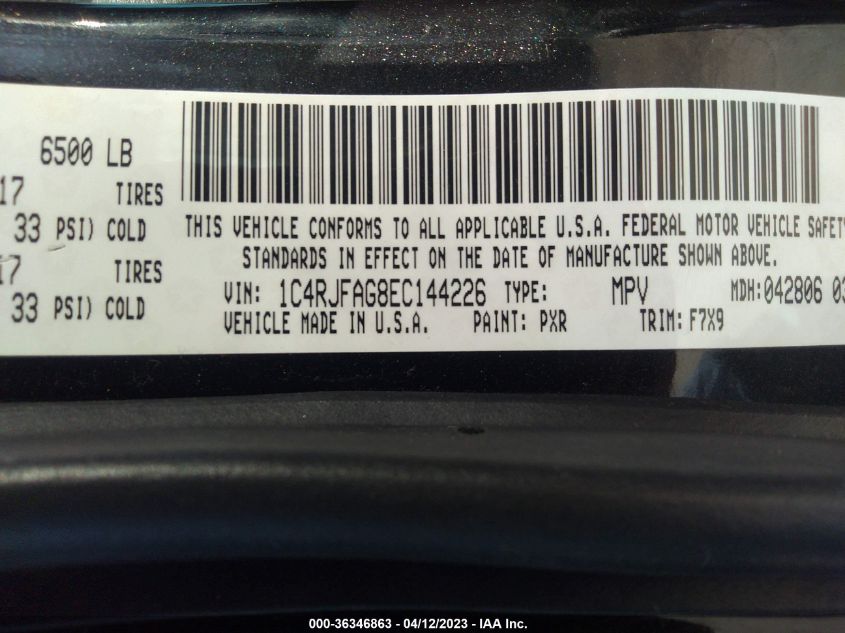 6500 LB
17 TIRES
33 PSI) COLD
17 TIRES
33 PSI) COLD
THIS VEHICLE CONFORMS TO ALL APPLICABLE U.S.A. FEDERAL MOTOR VEHICLE SAFETY
STANDARDS IN EFFECT ON THE DATE OF MANUFACTURE SHOWN ABOVE.
VIN: 1C4RJFAG8EC144226 TYPE: MPV MDH: 042806 03
VEHICLE MADE IN U.S.A. PAINT: PXR TRIM: F7X9
000-36346863 - 04/12/2023 - IAA Inc.